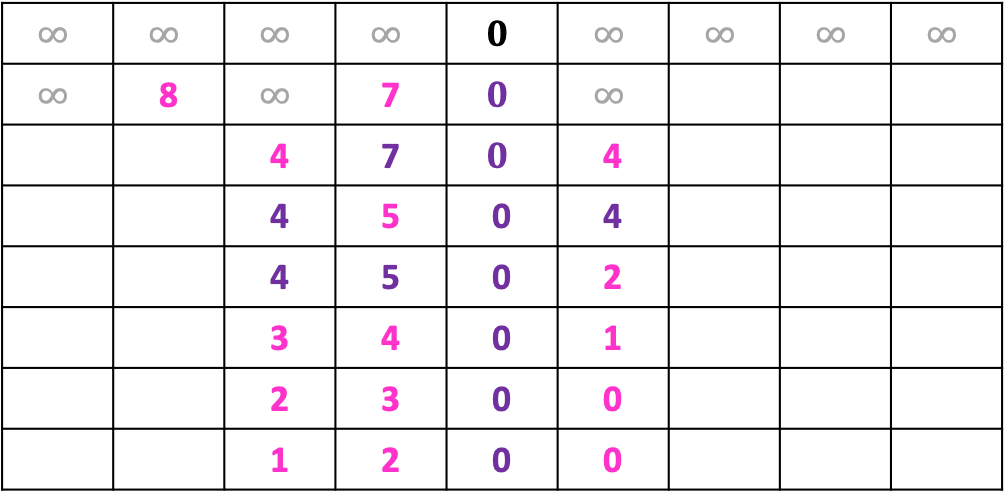 ∞ ∞ ∞ ∞ 0 ∞ ∞ ∞ ∞
∞ 8 ∞ 7 0 ∞
4 7 0 4
4 5 0 4
4 5 0 2
3 4 0 1
2 3 0 0
1 2 0 0